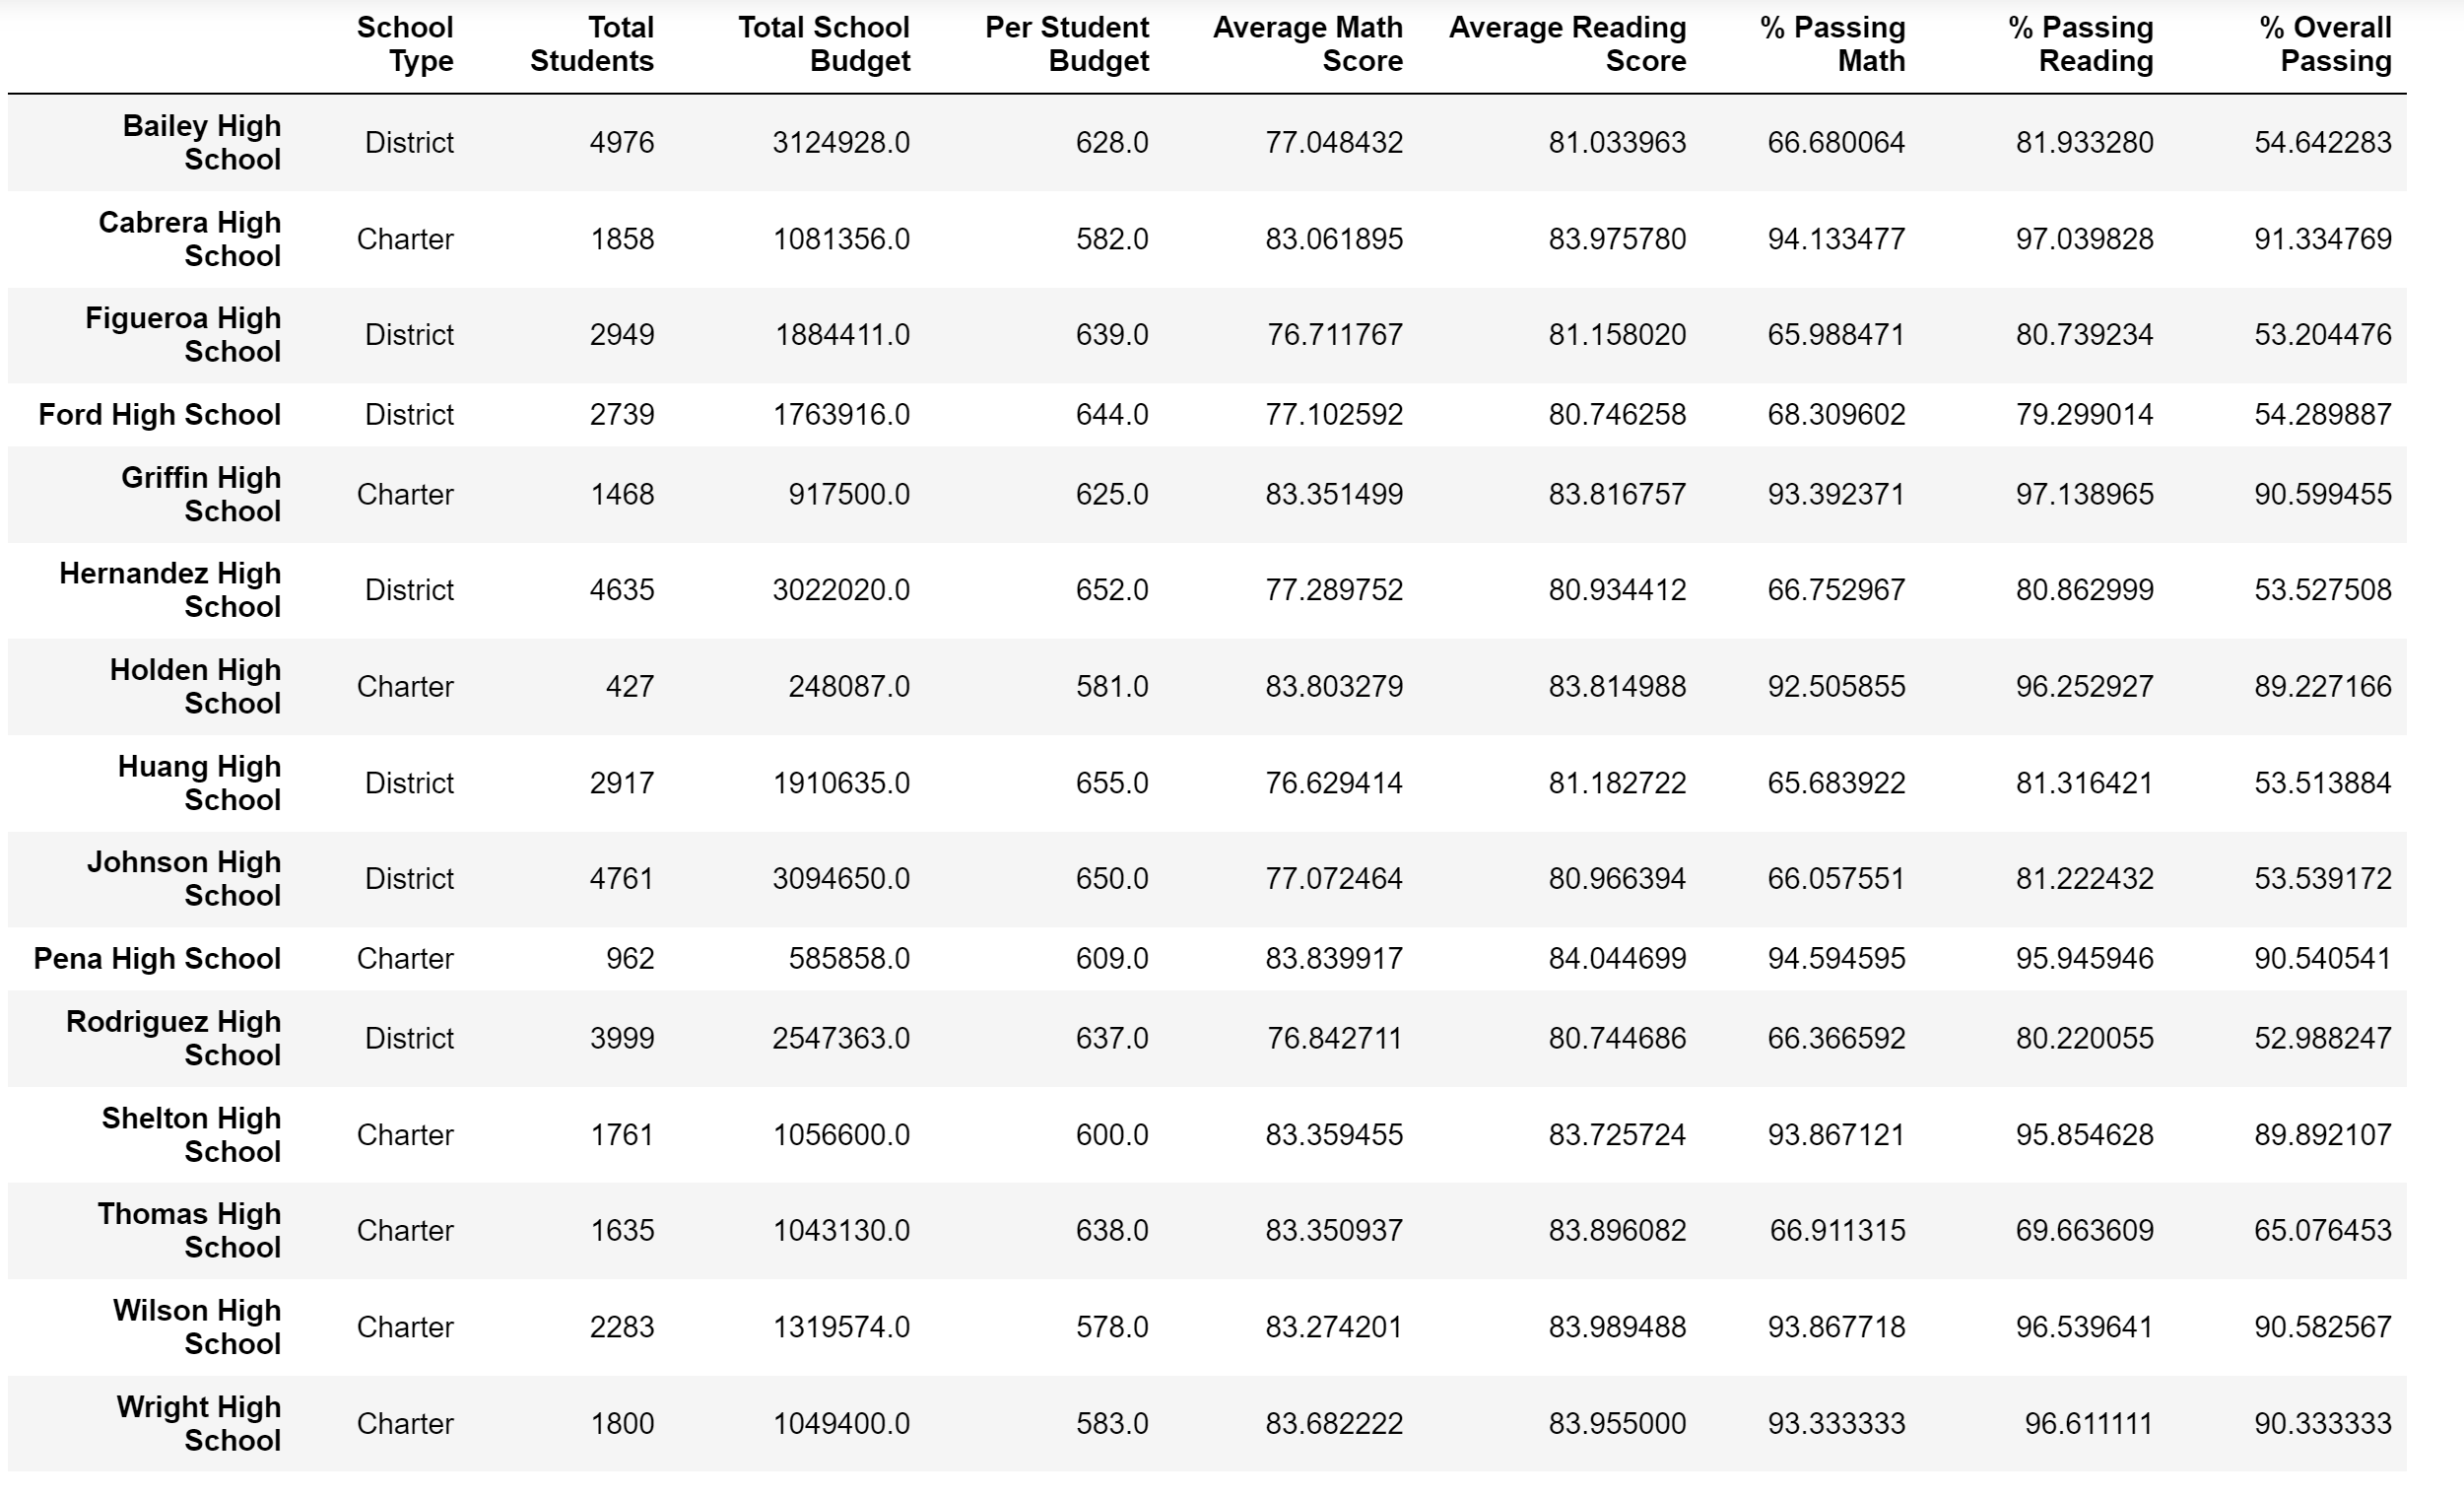 School Type Total Students Total School Budget Per Student Budget Average Math Score Average Reading Score % Passing Math % Passing Reading % Overall Passing
Bailey High School District 4976 3124928.0 628.0 77.048432 81.033963 66.680064 81.933280 54.642283
Cabrera High School Charter 1858 1081356.0 582.0 83.061895 83.975780 94.133477 97.039828 91.334769
Figueroa High School District 2949 1884411.0 639.0 76.711767 81.158020 65.988471 80.739234 53.204476
Ford High School District 2739 1763916.0 644.0 77.102592 80.746258 68.309602 79.299014 54.289887
Griffin High School Charter 1468 917500.0 625.0 83.351499 83.816757 93.392371 97.138965 90.599455
Hernandez High School District 4635 3022020.0 652.0 77.289752 80.934412 66.752967 80.862999 53.527508
Holden High School Charter 427 248087.0 581.0 83.803279 83.814988 92.505855 96.252927 89.227166
Huang High School District 2917 1910635.0 655.0 76.629414 81.182722 65.683922 81.316421 53.513884
Johnson High School District 4761 3094650.0 650.0 77.072464 80.966394 66.057551 81.222432 53.539172
Pena High School Charter 962 585858.0 609.0 83.839917 84.044699 94.594595 95.945946 90.540541
Rodriguez High School District 3999 2547363.0 637.0 76.842711 80.744686 66.366592 80.220055 52.988247
Shelton High School Charter 1761 1056600.0 600.0 83.359455 83.725724 93.867121 95.854628 89.892107
Thomas High School Charter 1635 1043130.0 638.0 83.350937 83.896082 66.911315 69.663609 65.076453
Wilson High School Charter 2283 1319574.0 578.0 83.274201 83.989488 93.867718 96.539641 90.582567
Wright High School Charter 1800 1049400.0 583.0 83.682222 83.955000 93.333333 96.611111 90.333333